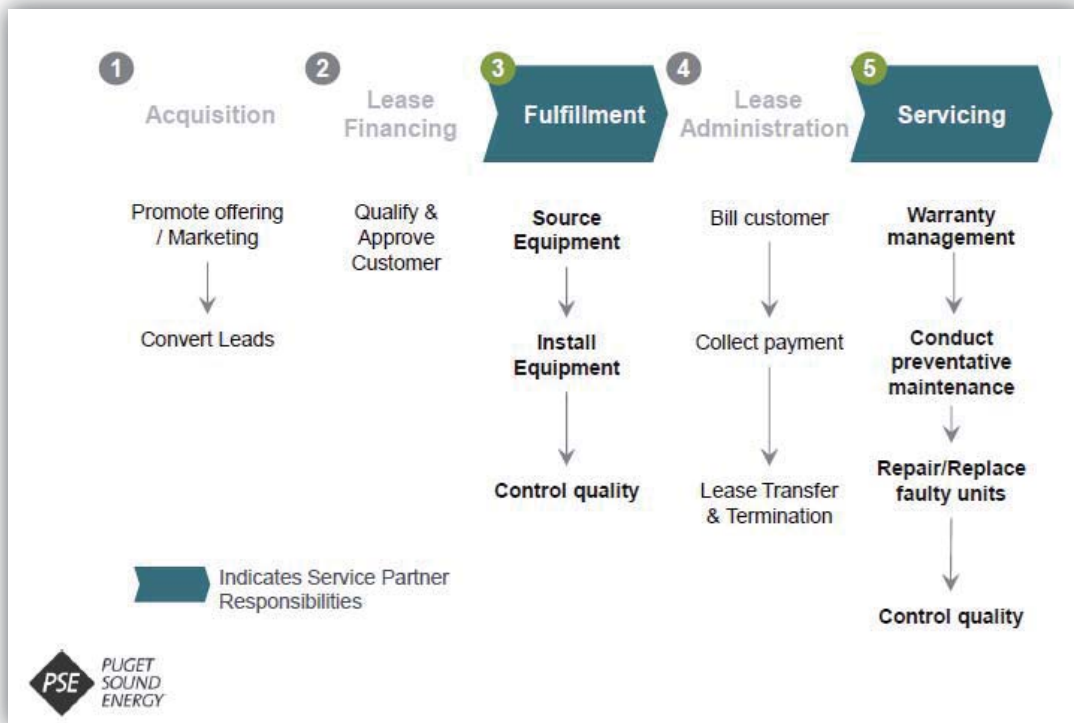 1
Acquisition
Promote offering
/ Marketing
Convert Leads
2
Lease
Financing
Qualify &
Approve
Customer
3
Fulfillment
Source
Equipment
Install
Equipment
Control quality
4
Lease
Administration
Bill customer
Collect payment
Lease Transfer
& Termination
5
Servicing
Warranty
management
Conduct
preventative
maintenance
Repair/Replace
faulty units
Control quality
Indicates Service Partner
Responsibilities
PSE
PUGET
SOUND
ENERGY